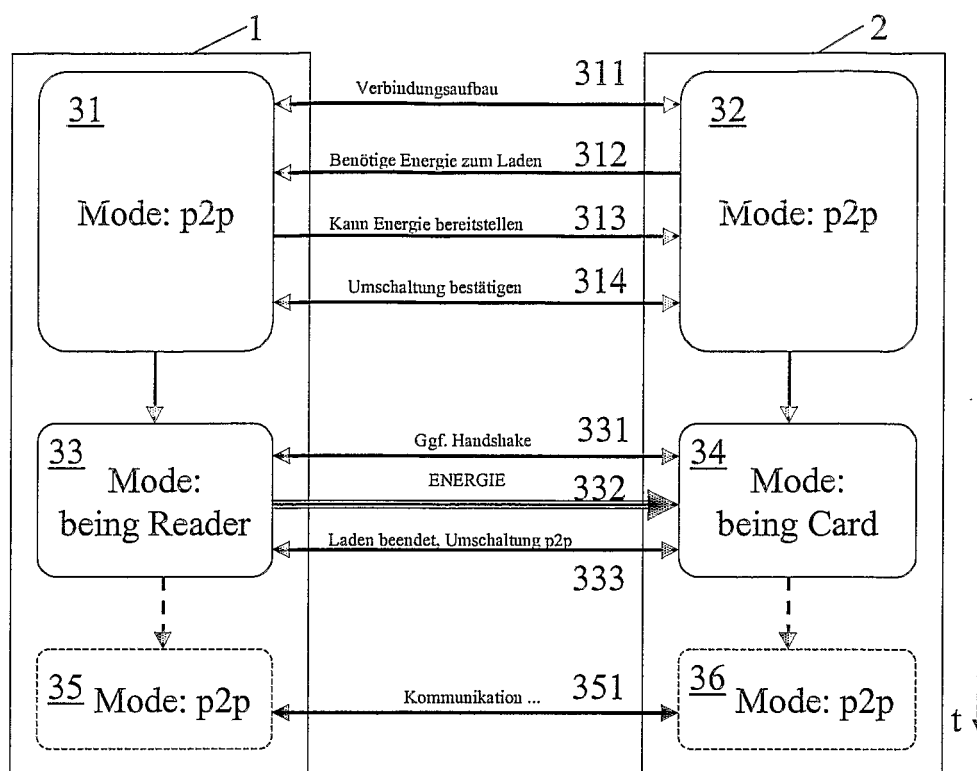 1
2
31
Mode: p2p
32
Mode: p2p
Verbindungsaufbau
311
Benötige Energie zum Laden
312
Kann Energie bereitstellen
313
Umschaltung bestätigen
314
33
Mode:
being Reader
34
Mode:
being Card
Ggf. Handshake
331
ENERGIE
332
Laden beendet, Umschaltung p2p
333
35
Mode: p2p
36
Mode: p2p
Kommunikation ...
351
t